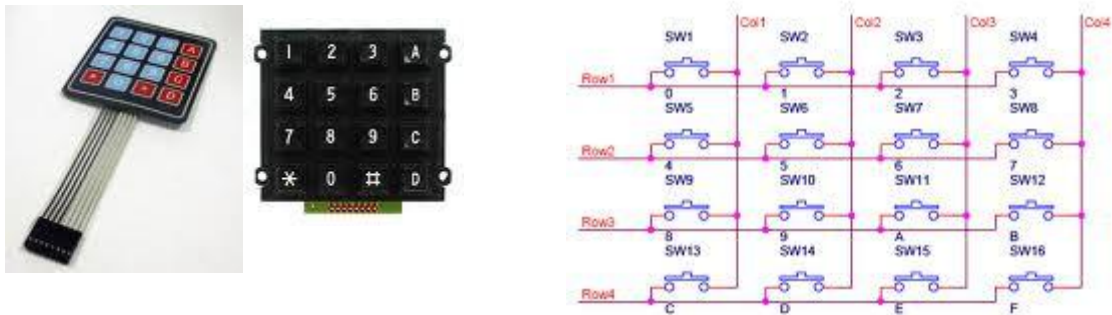 A
B
C
D
1 2 3 A
4 5 6 B
7 8 9 C
* 0 # D
Col1 Col2 Col3 Col4
SW1 SW2 SW3 SW4
Row1
0 1 2 3
SW5 SW6 SW7 SW8
Row2
4 5 6 7
SW9 SW10 SW11 SW12
Row3
8 9 A B
SW13 SW14 SW15 SW16
Row4
C D E F